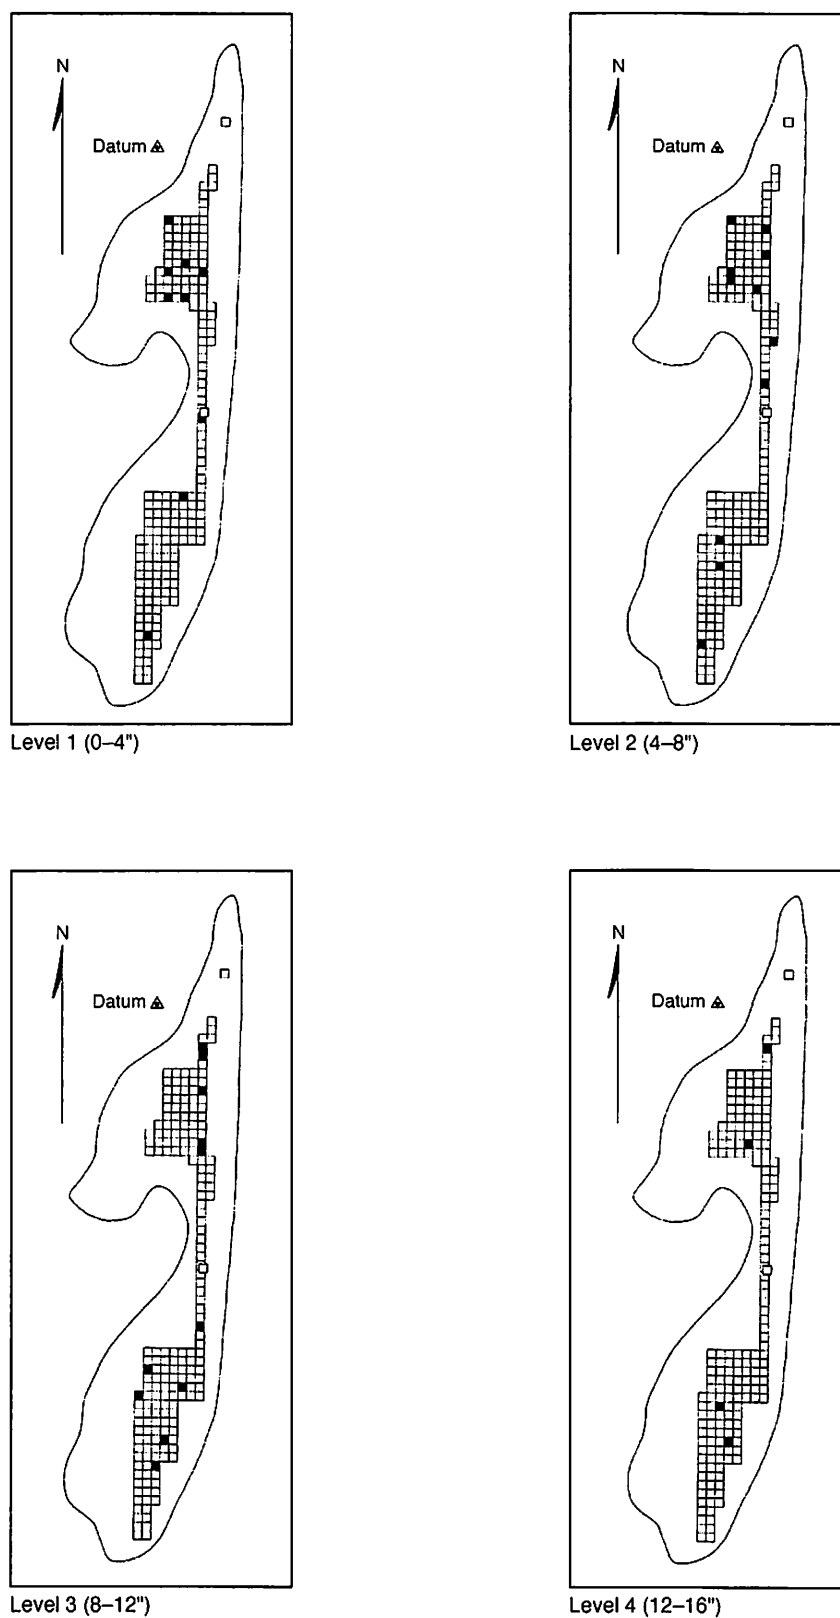 N
Datum
Level 1 (0–4")
N
Datum
Level 2 (4–8")
N
Datum
Level 3 (8–12")
N
Datum
Level 4 (12–16")